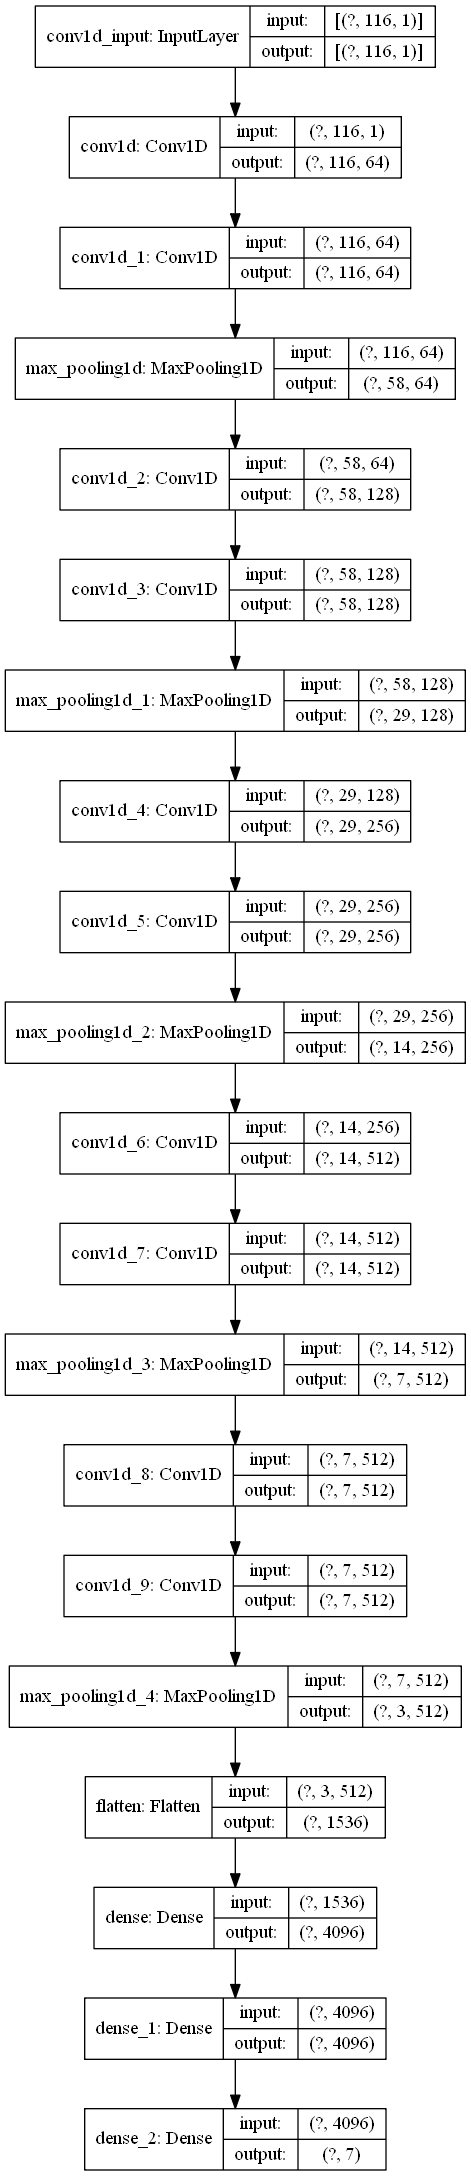 conv1d_input: InputLayer
input: [(?, 116, 1)]
output: [(?, 116, 1)]
conv1d: Conv1D
input: (?, 116, 1)
output: (?, 116, 64)
conv1d_1: Conv1D
input: (?, 116, 64)
output: (?, 116, 64)
max_pooling1d: MaxPooling1D
input: (?, 116, 64)
output: (?, 58, 64)
conv1d_2: Conv1D
input: (?, 58, 64)
output: (?, 58, 128)
conv1d_3: Conv1D
input: (?, 58, 128)
output: (?, 58, 128)
max_pooling1d_1: MaxPooling1D
input: (?, 58, 128)
output: (?, 29, 128)
conv1d_4: Conv1D
input: (?, 29, 128)
output: (?, 29, 256)
conv1d_5: Conv1D
input: (?, 29, 256)
output: (?, 29, 256)
max_pooling1d_2: MaxPooling1D
input: (?, 29, 256)
output: (?, 14, 256)
conv1d_6: Conv1D
input: (?, 14, 256)
output: (?, 14, 512)
conv1d_7: Conv1D
input: (?, 14, 512)
output: (?, 14, 512)
max_pooling1d_3: MaxPooling1D
input: (?, 14, 512)
output: (?, 7, 512)
conv1d_8: Conv1D
input: (?, 7, 512)
output: (?, 7, 512)
conv1d_9: Conv1D
input: (?, 7, 512)
output: (?, 7, 512)
max_pooling1d_4: MaxPooling1D
input: (?, 7, 512)
output: (?, 3, 512)
flatten: Flatten
input: (?, 3, 512)
output: (?, 1536)
dense: Dense
input: (?, 1536)
output: (?, 4096)
dense_1: Dense
input: (?, 4096)
output: (?, 4096)
dense_2: Dense
input: (?, 4096)
output: (?, 7)